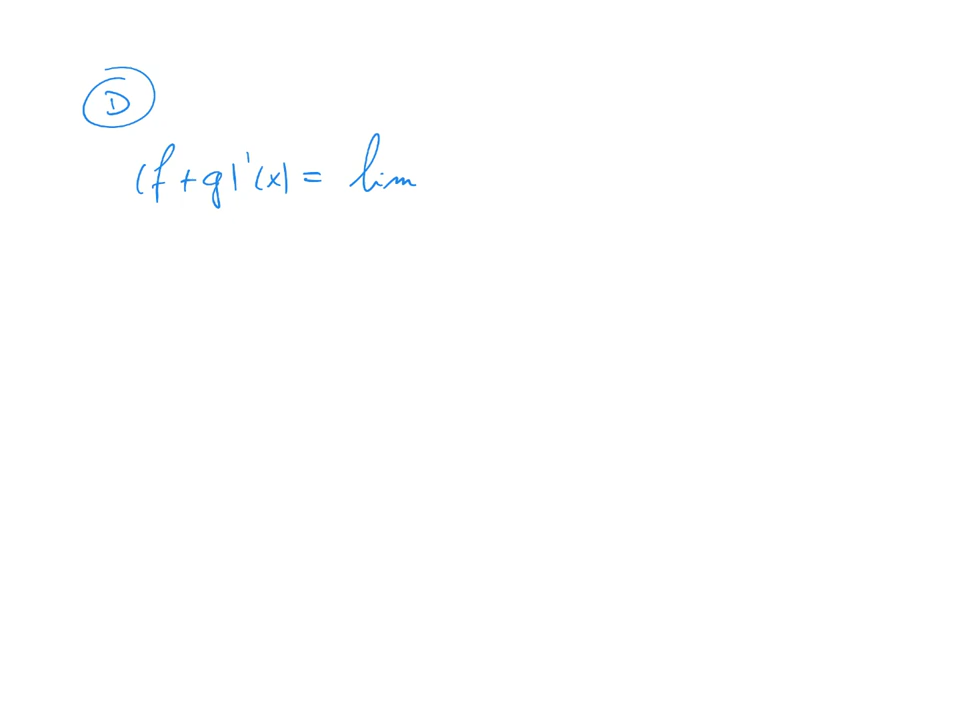 D
(f+g)'(x) = lim